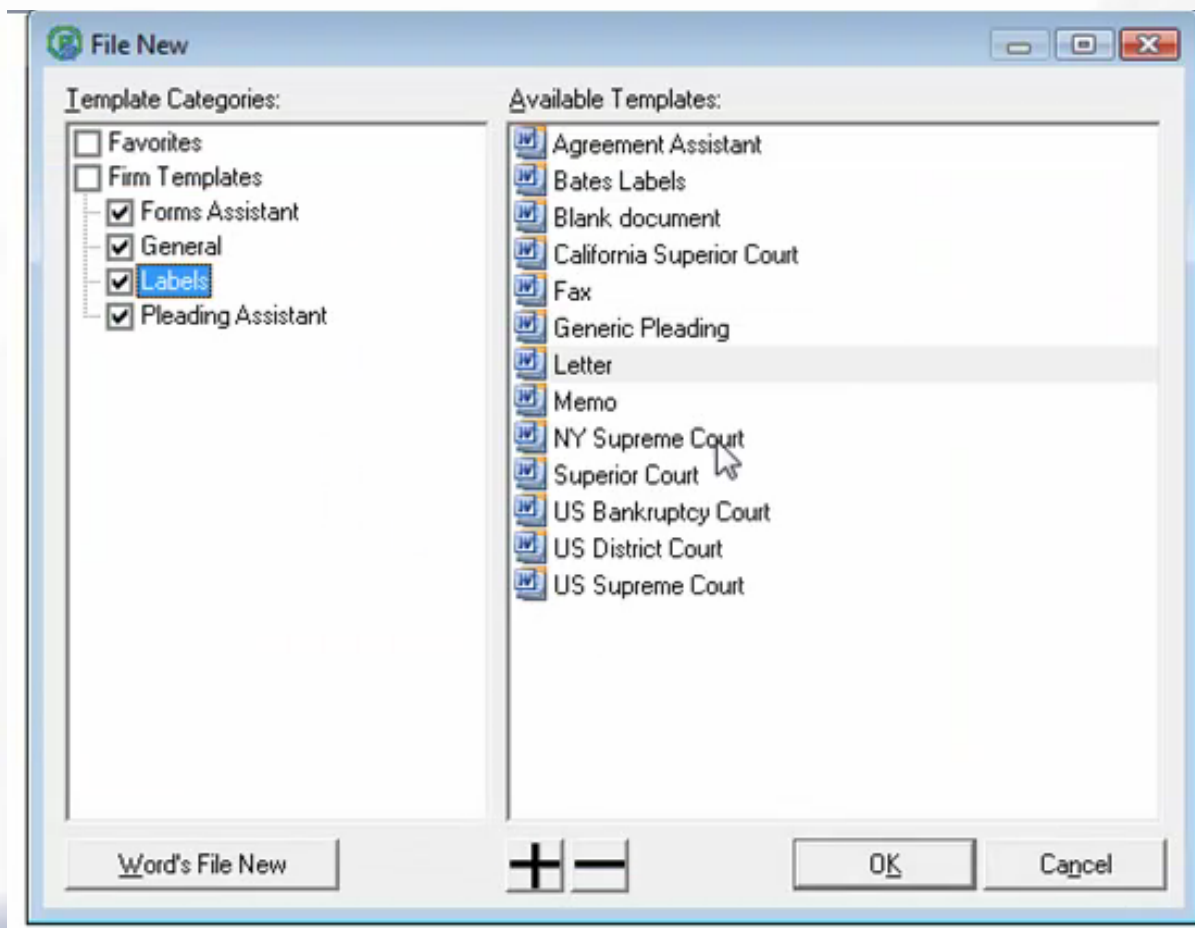 File New
Template Categories:
Favorites
Firm Templates
Forms Assistant
General
Labels
Pleading Assistant
Available Templates:
Agreement Assistant
Bates Labels
Blank document
California Superior Court
Fax
Generic Pleading
Letter
Memo
NY Supreme Court
Superior Court
US Bankruptcy Court
US District Court
US Supreme Court
Word's File New
OK
Cancel